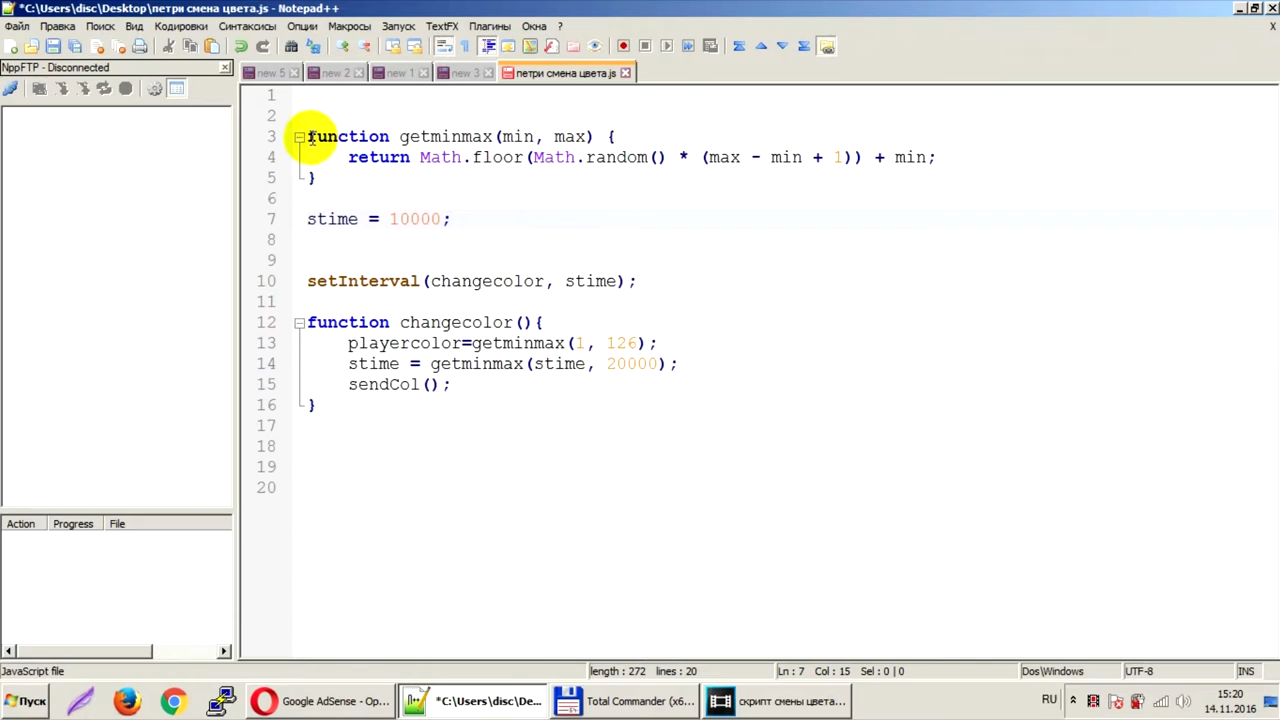 *C:\Users\disc\Desktop\петри смена цвета.js - Notepad++
Файл Правка Поиск Вид Кодировки Синтаксисы Опции Макросы Запуск TextFX Плагины Окна ? X
NppFTP - Disconnected
new 5 new 2 new 1 new 3 петри смена цвета.js
1
2
3 function getminmax(min, max) {
4 return Math.floor(Math.random() * (max - min + 1)) + min;
5 }
6
7 stime = 10000;
8
9
10 setInterval(changecolor, stime);
11
12 function changecolor(){
13 playercolor=getminmax(1, 126);
14 stime = getminmax(stime, 20000);
15 sendCol();
16 }
17
18
19
20
Action Progress File
JavaScript file length : 272 lines : 20 Ln : 7 Col : 15 Sel : 0 | 0 Dos\Windows UTF-8 INS
Пуск Google AdSense - Op... *C:\Users\disc\De... Total Commander (x6... скрипт смены цвета... RU 15:20
14.11.2016